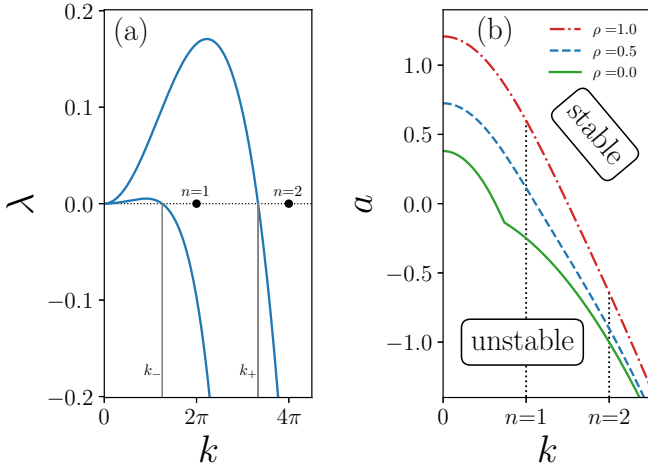 (a)
0.2
0.1
0.0
−0.1
−0.2
λ
n=1
n=2
k₋
k₊
0
2π
4π
k
(b)
ρ =1.0
ρ =0.5
ρ =0.0
stable
unstable
1.0
0.5
0.0
−0.5
−1.0
a
0
n=1
n=2
k